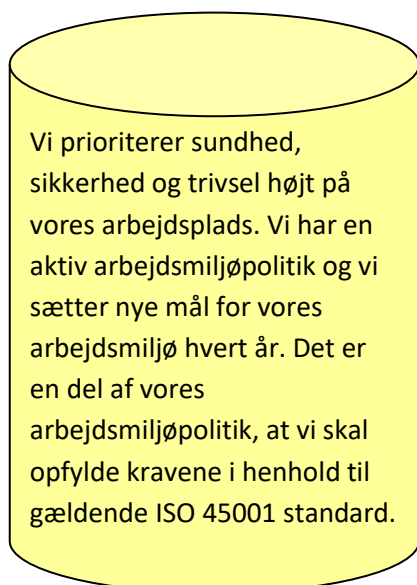 Vi prioriterer sundhed,
sikkerhed og trivsel højt på
vores arbejdsplads. Vi har en
aktiv arbejdsmiljøpolitik og vi
sætter nye mål for vores
arbejdsmiljø hvert år. Det er
en del af vores
arbejdsmiljøpolitik, at vi skal
opfylde kravene i henhold til
gældende ISO 45001 standard.